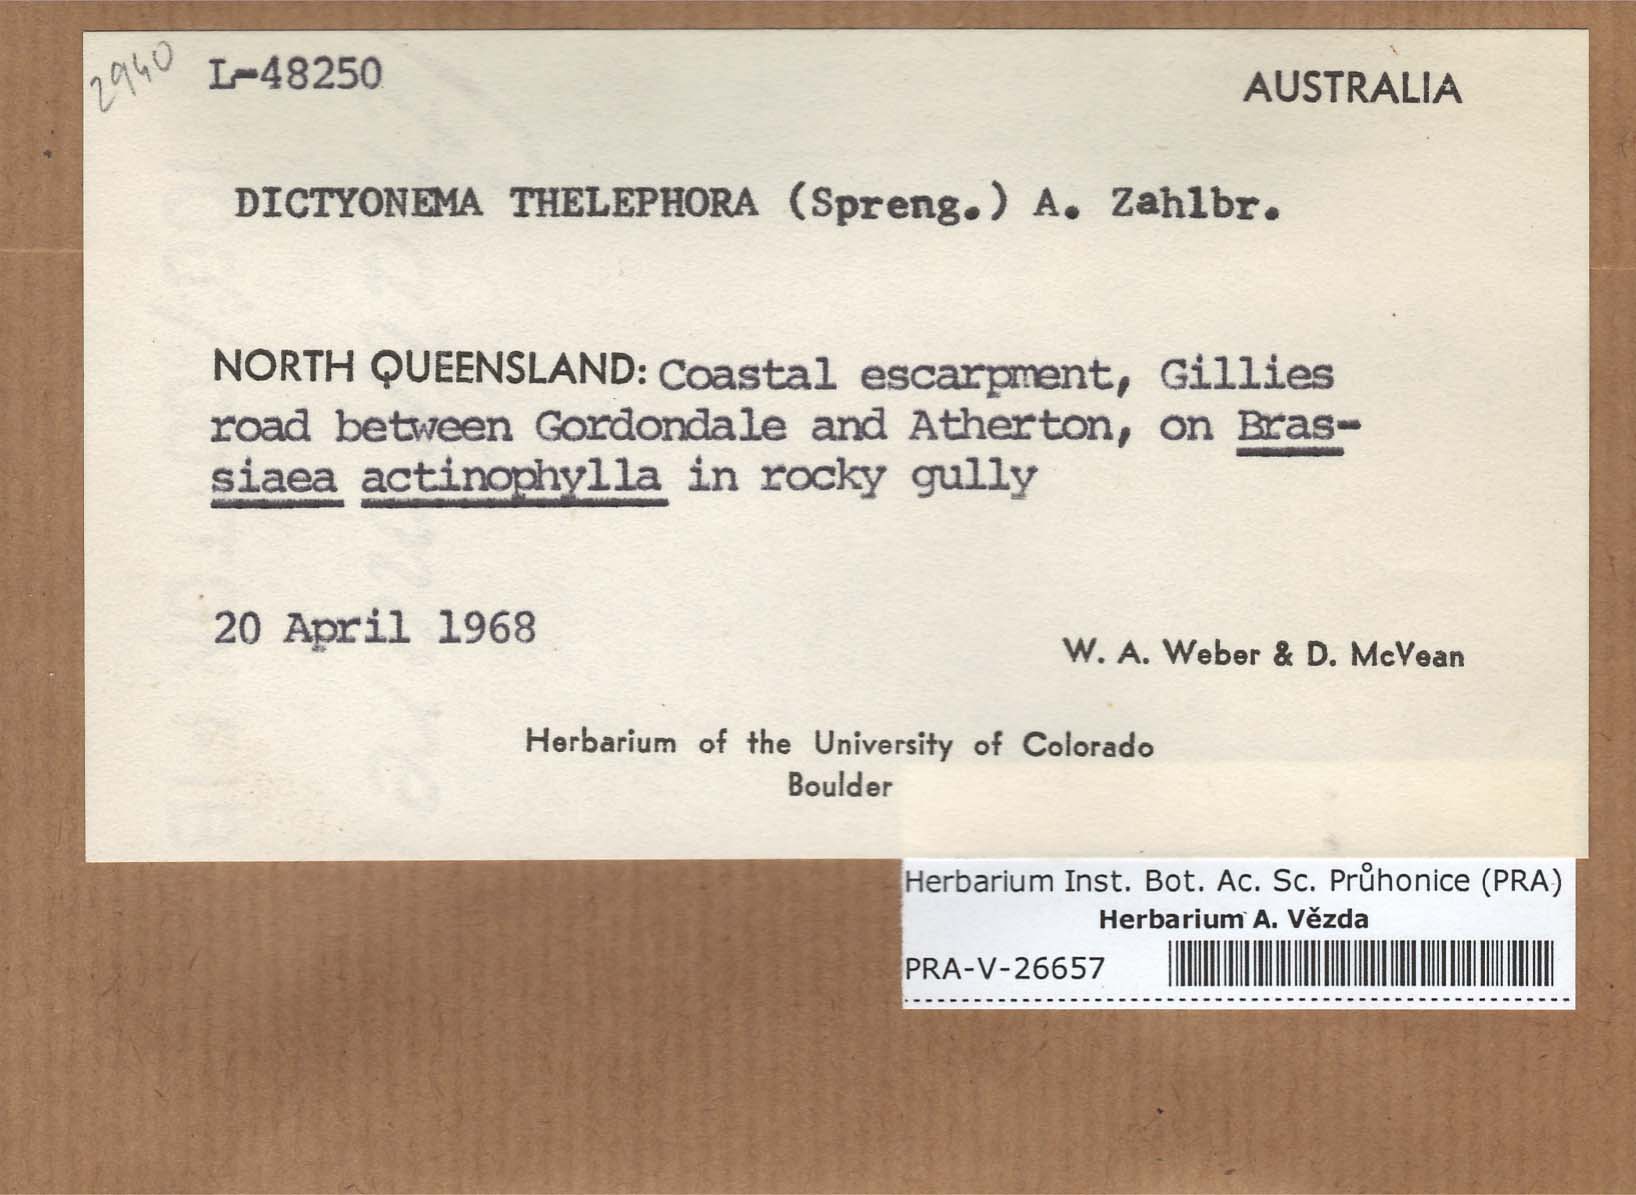 2940
L-48250
AUSTRALIA
DICTYONEMA THELEPHORA (Spreng.) A. Zahlbr.
NORTH QUEENSLAND: Coastal escarpment, Gillies
road between Gordondale and Atherton, on Bras-
siaea actinophylla in rocky gully
20 April 1968
W. A. Weber & D. McVean
Herbarium of the University of Colorado
Boulder
Herbarium Inst. Bot. Ac. Sc. Průhonice (PRA)
Herbarium A. Vězda
PRA-V-26657